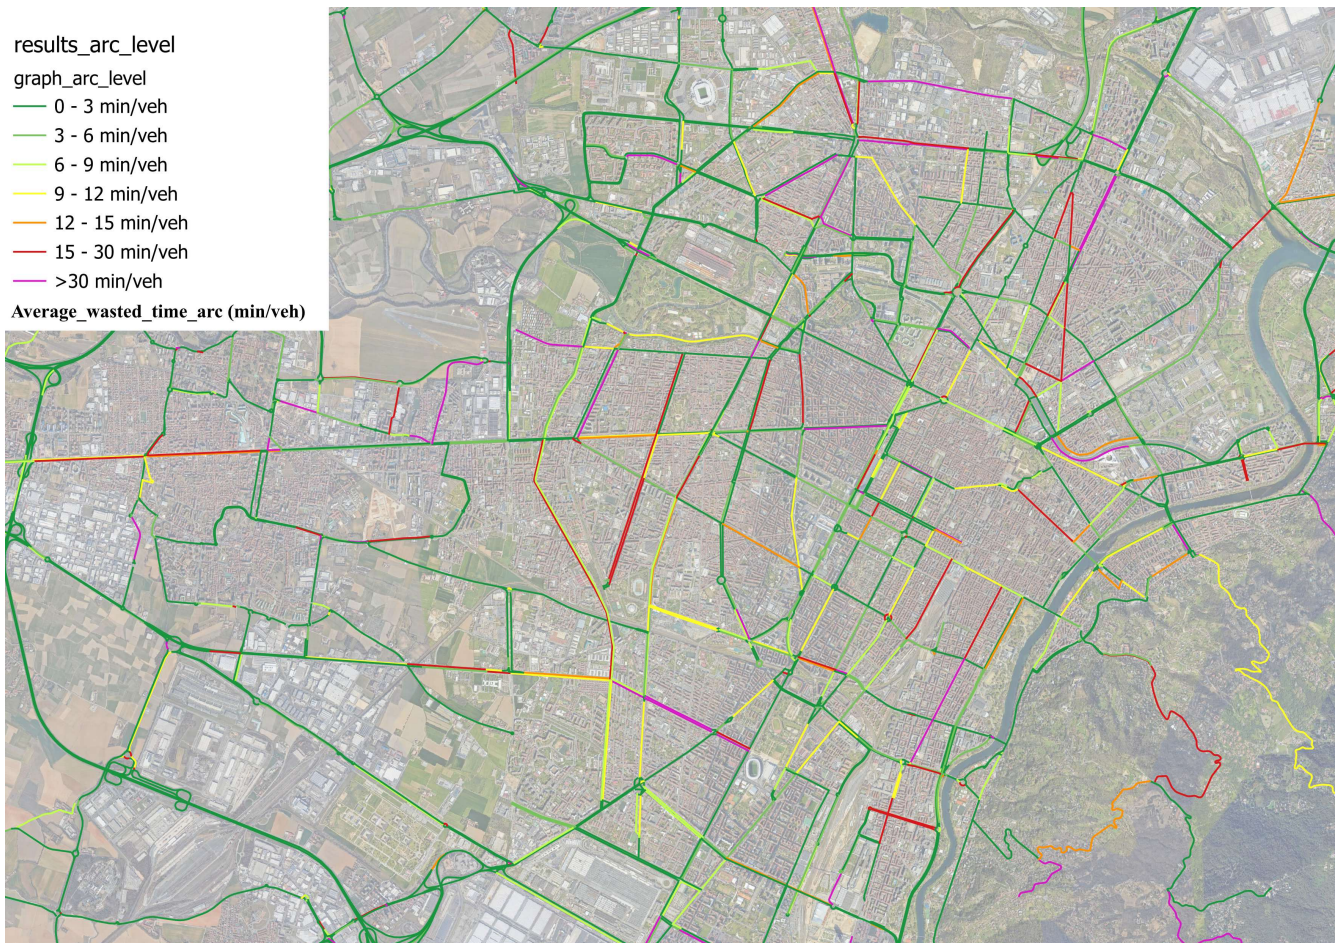 results_arc_level
graph_arc_level
0 - 3 min/veh
3 - 6 min/veh
6 - 9 min/veh
9 - 12 min/veh
12 - 15 min/veh
15 - 30 min/veh
>30 min/veh
Average_wasted_time_arc (min/veh)